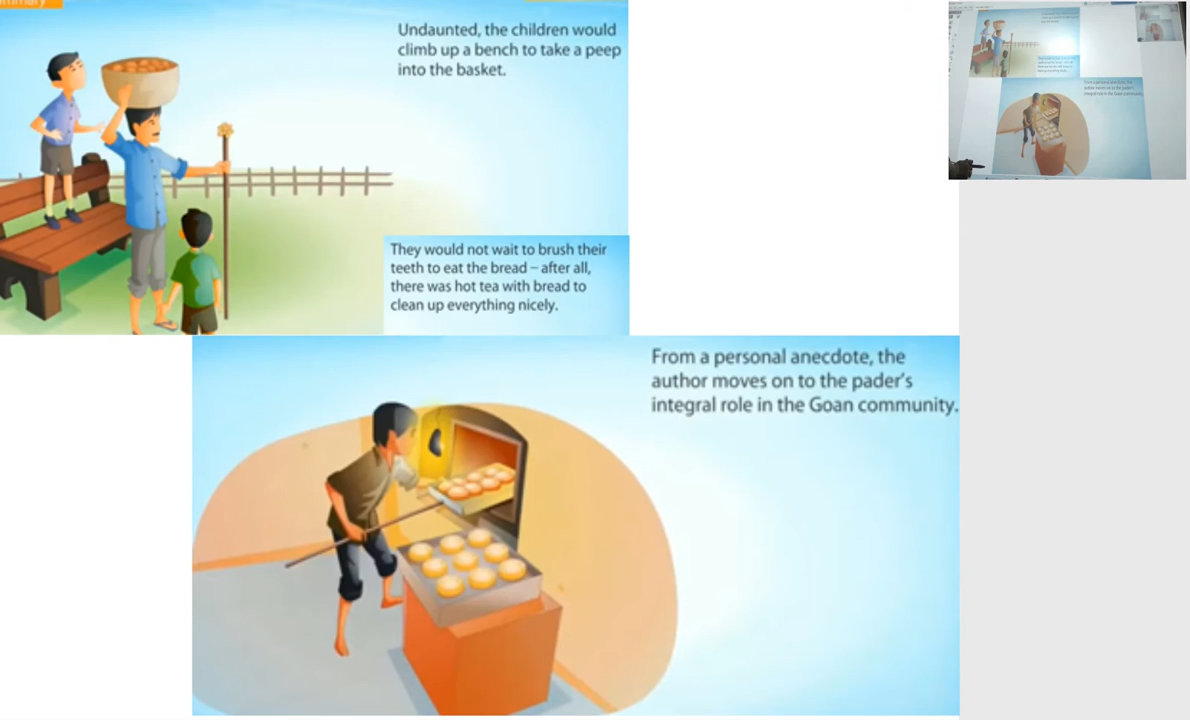 Undaunted, the children would
climb up a bench to take a peep
into the basket.
They would not wait to brush their
teeth to eat the bread – after all,
there was hot tea with bread to
clean up everything nicely.
From a personal anecdote, the
author moves on to the pader's
integral role in the Goan community.